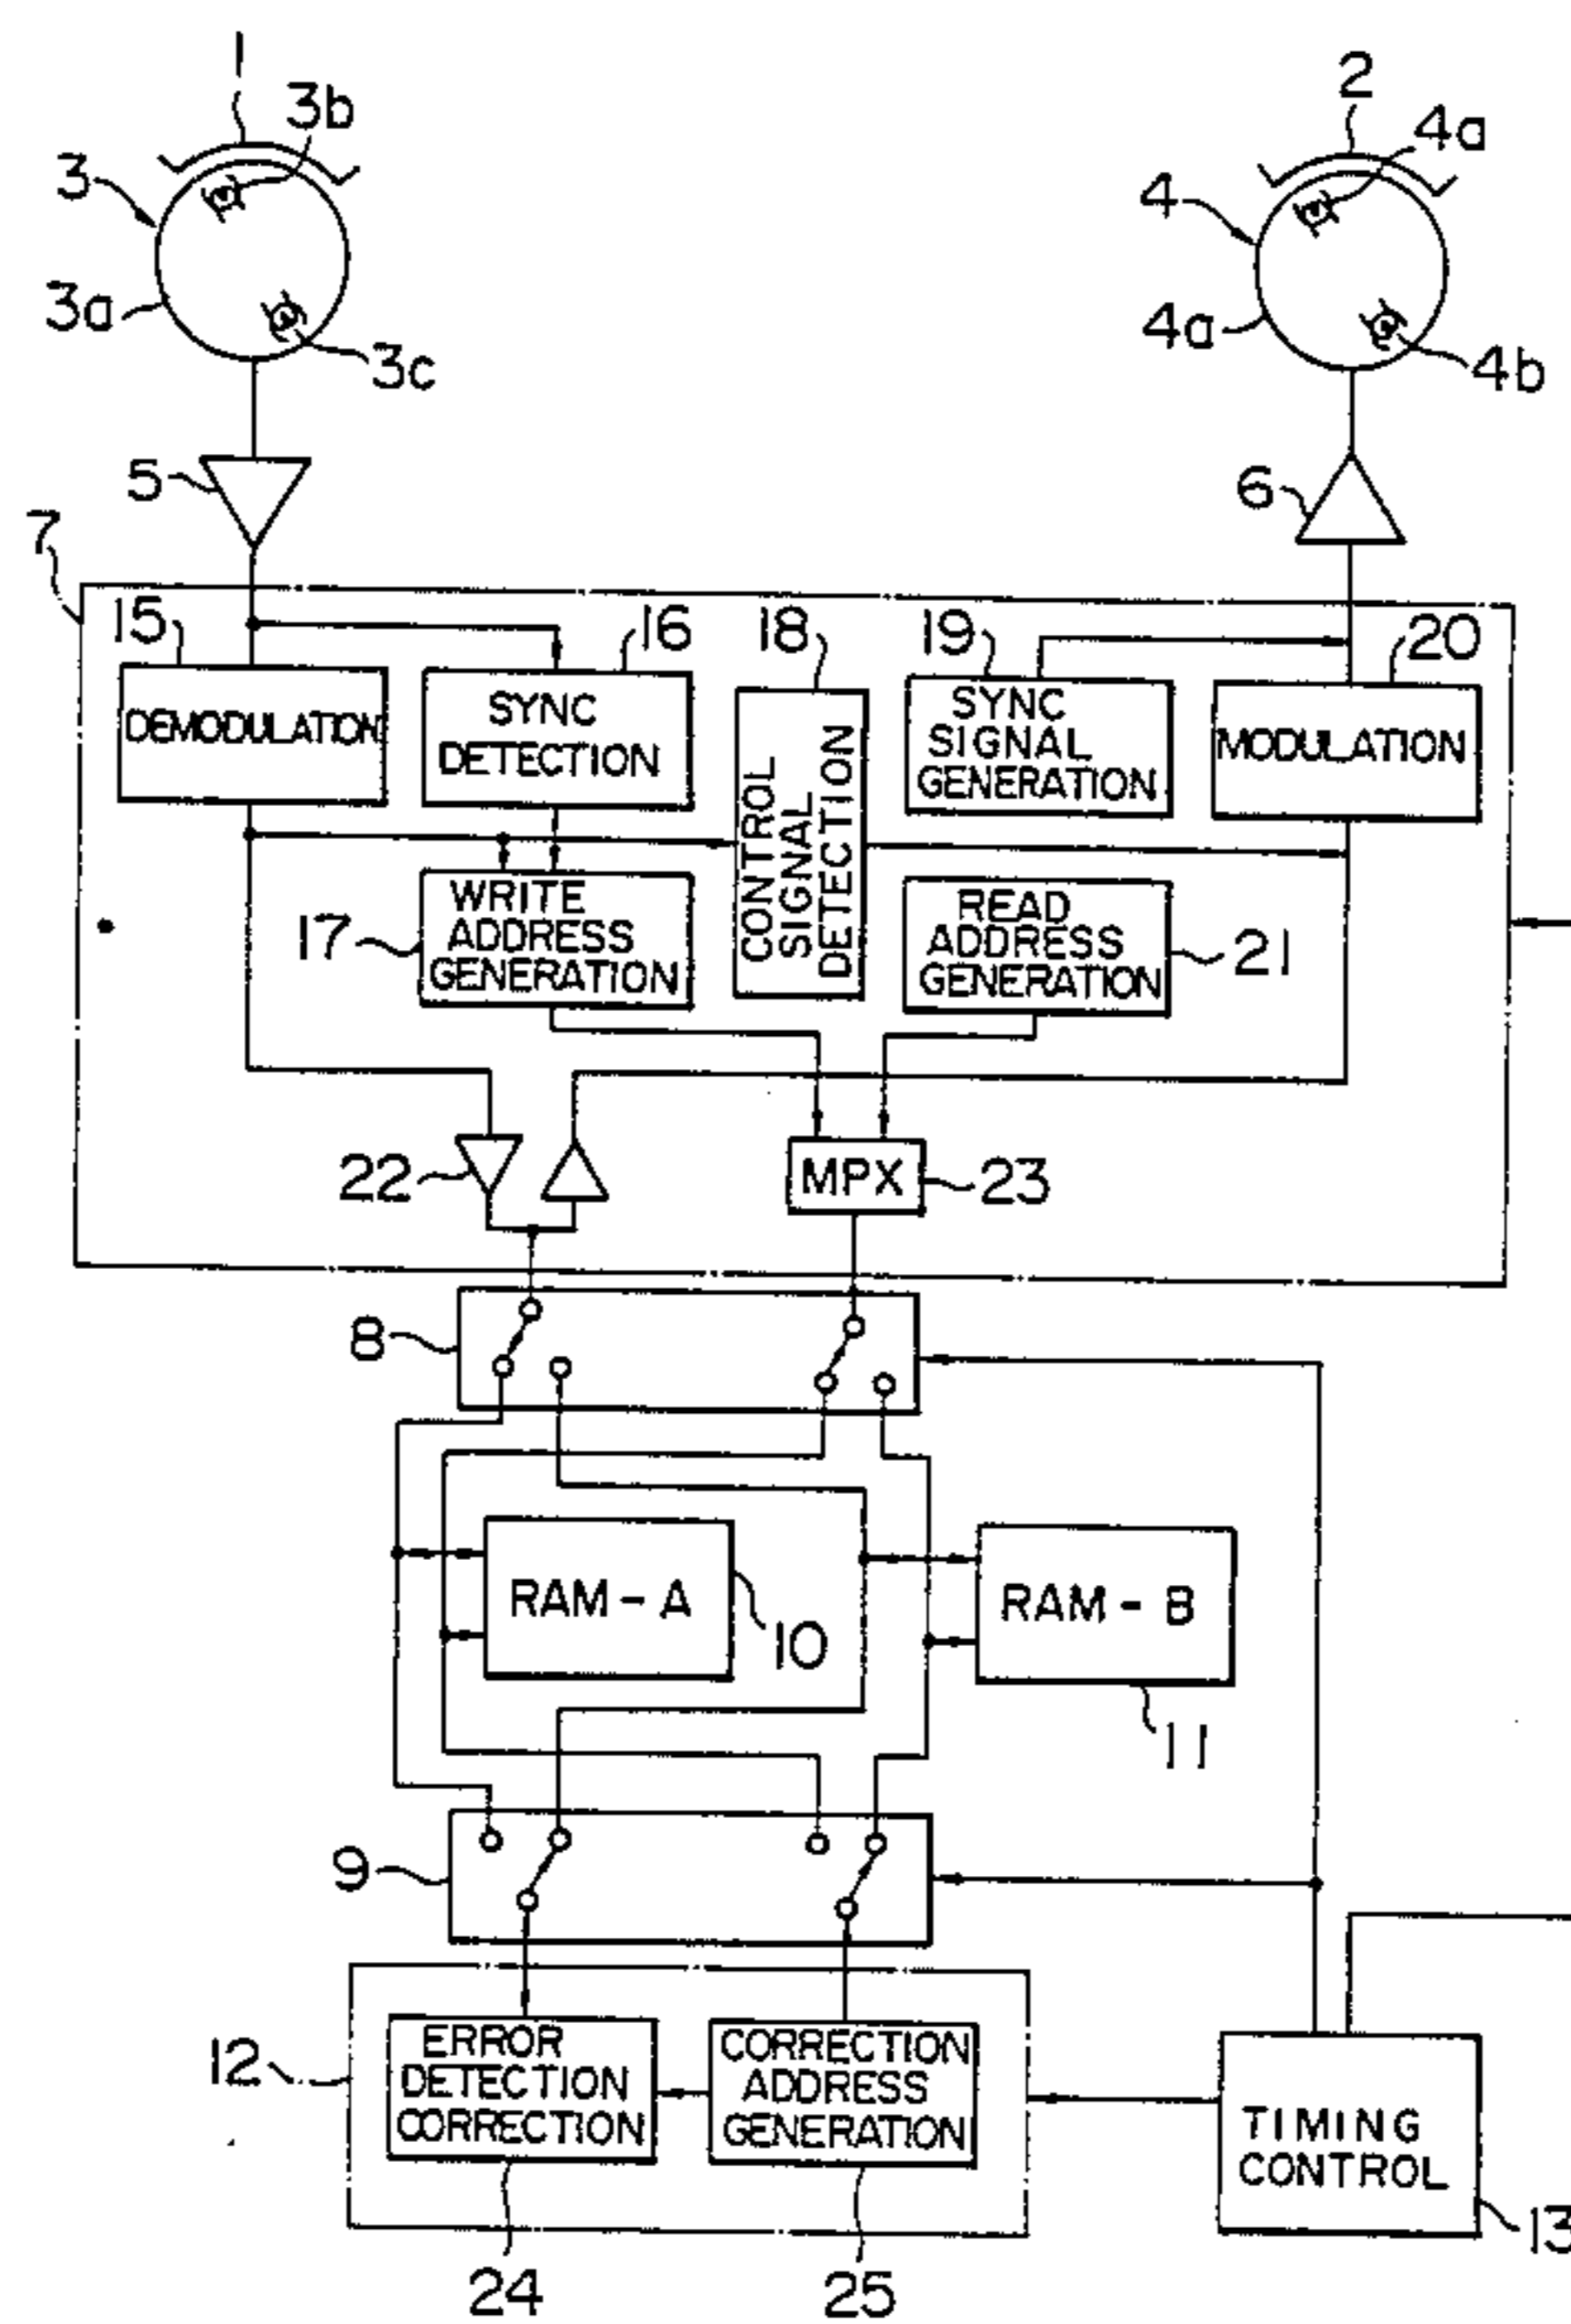 1
3b
3
3a
3c
2
4a
4
4a
4b
5
6
7
15
16
18
19
20
DEMODULATION
SYNC
DETECTION
CONTROL
SIGNAL
DETECTION
SYNC
SIGNAL
GENERATION
MODULATION
17
WRITE
ADDRESS
GENERATION
READ
ADDRESS
GENERATION
21
22
MPX
23
8
RAM - A
10
RAM - B
11
9
12
ERROR
DETECTION
CORRECTION
CORRECTION
ADDRESS
GENERATION
TIMING
CONTROL
13
24
25